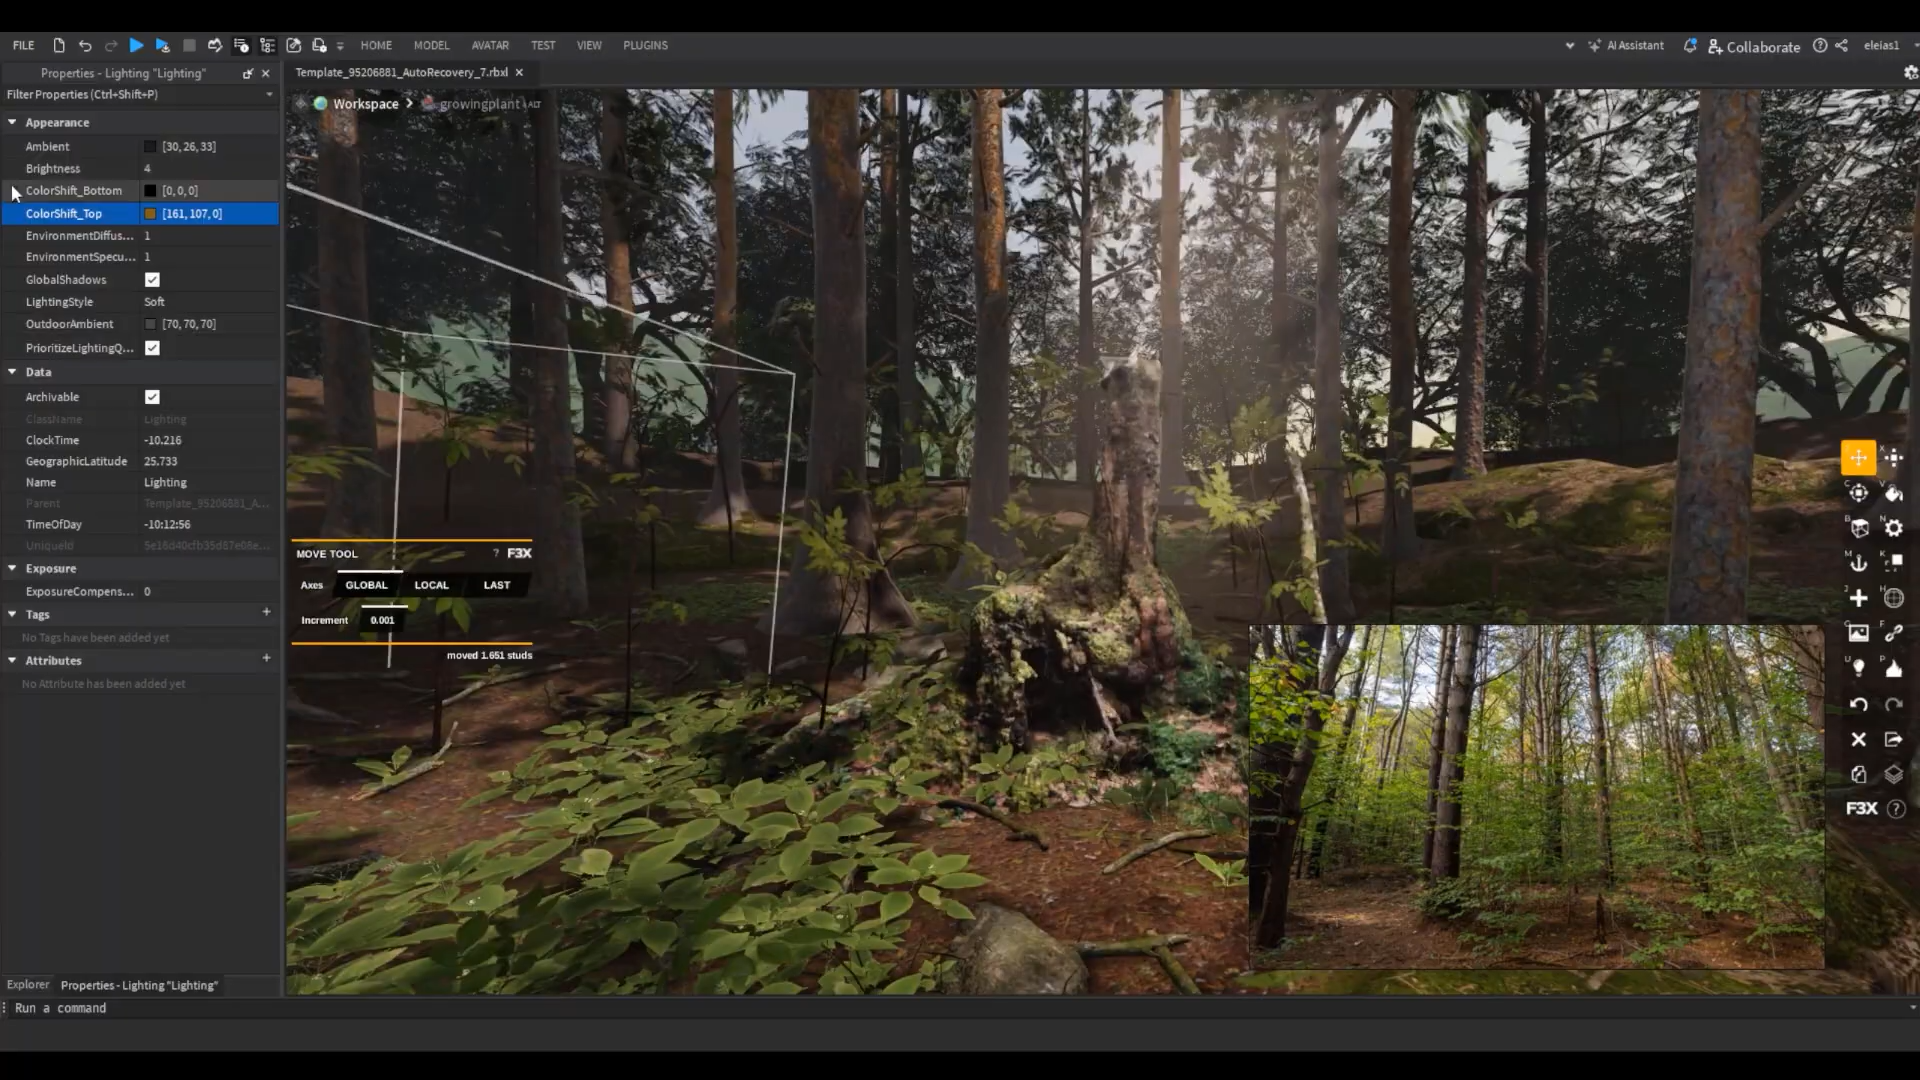 FILE HOME MODEL AVATAR TEST VIEW PLUGINS AI Assistant Collaborate eleias1
Properties - Lighting "Lighting"
Template_95206881_AutoRecovery_7.rbxl
Filter Properties (Ctrl+Shift+P)
Workspace growingplant ALT
Appearance
Ambient [30, 26, 33]
Brightness 4
ColorShift_Bottom [0, 0, 0]
ColorShift_Top [161, 107, 0]
EnvironmentDiffus... 1
EnvironmentSpecu... 1
GlobalShadows
LightingStyle Soft
OutdoorAmbient [70, 70, 70]
PrioritizeLightingQ...
Data
Archivable
ClassName Lighting
ClockTime -10.216
GeographicLatitude 25.733
Name Lighting
Parent Template_95206881_A...
TimeOfDay -10:12:56
UniqueId
Exposure
ExposureCompens... 0
Tags +
No Tags have been added yet
Attributes +
No Attribute has been added yet
MOVE TOOL ? F3X
Axes GLOBAL LOCAL LAST
Increment 0.001
moved 1.651 studs
F3X ?
Explorer Properties - Lighting "Lighting"
Run a command